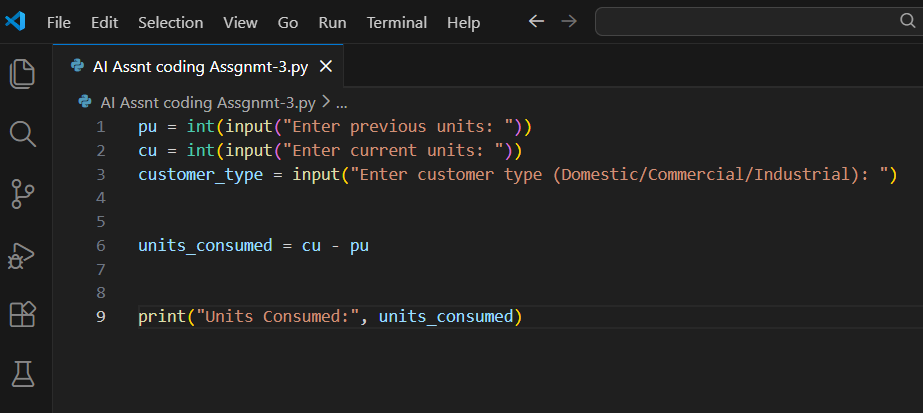 File Edit Selection View Go Run Terminal Help
AI Assnt coding Assgnmt-3.py
AI Assnt coding Assgnmt-3.py > ...
1 pu = int(input("Enter previous units: "))
2 cu = int(input("Enter current units: "))
3 customer_type = input("Enter customer type (Domestic/Commercial/Industrial): ")
4
5
6 units_consumed = cu - pu
7
8
9 print("Units Consumed:", units_consumed)